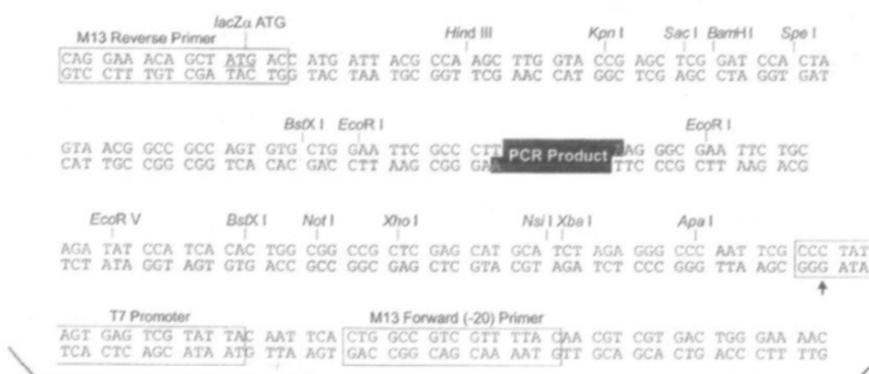 lacZα ATG
M13 Reverse Primer Hind III Kpn I Sac I BamH I Spe I
CAG GAA ACA GCT ATG ACC ATG ATT ACG CCA AGC TTG GTA CCG AGC TCG GAT CCA CTA
GTC CTT TGT CGA TAC TGG TAC TAA TGC GGT TCG AAC CAT GGC TCG AGC CTA GGT GAT
BstX I EcoR I EcoR I
GTA ACG GCC GCC AGT GTG CTG GAA TTC GCC CTT PCR Product AAG GGC GAA TTC TGC
CAT TGC CGG CGG TCA CAC GAC CTT AAG CGG GAA TTC CCG CTT AAG ACG
EcoR V BstX I Not I Xho I Nsi I Xba I Apa I
AGA TAT CCA TCA CAC TGG CGG CCG CTC GAG CAT GCA TCT AGA GGG CCC AAT TCG CCC TAT
TCT ATA GGT AGT GTG ACC GCC GGC GAG CTC GTA CGT AGA TCT CCC GGG TTA AGC GGG ATA
T7 Promoter M13 Forward (-20) Primer
AGT GAG TCG TAT TAC AAT TCA CTG GCC GTC GTT TTA CAA CGT CGT GAC TGG GAA AAC
TCA CTC AGC ATA ATG TTA AGT GAC CGG CAG CAA AAT GTT GCA GCA CTG ACC CTT TTG